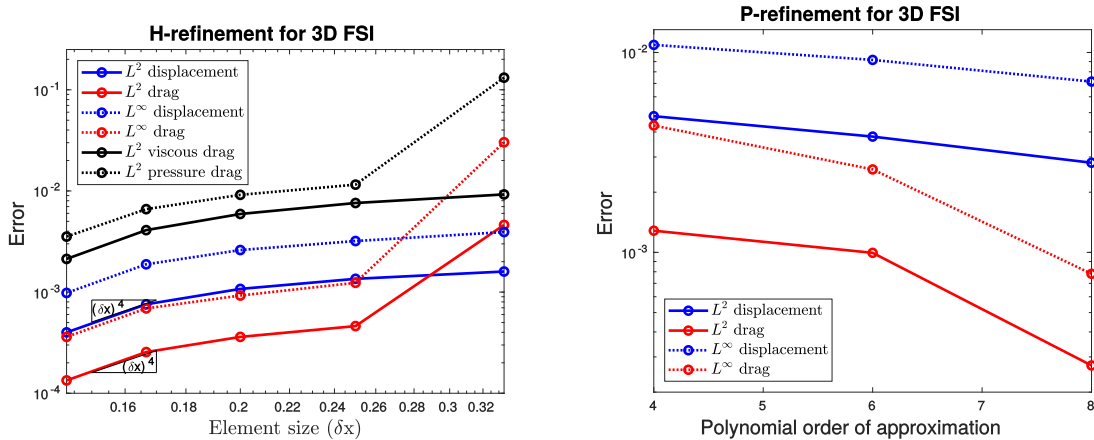 H-refinement for 3D FSI
Error
10⁻¹
10⁻²
10⁻³
10⁻⁴
L² displacement
L² drag
L∞ displacement
L∞ drag
L² viscous drag
L² pressure drag
(δx) 4
(δx) 4
0.16 0.18 0.2 0.22 0.24 0.26 0.28 0.3 0.32
Element size (δx)
P-refinement for 3D FSI
Error
10⁻²
10⁻³
L² displacement
L² drag
L∞ displacement
L∞ drag
4 5 6 7 8
Polynomial order of approximation